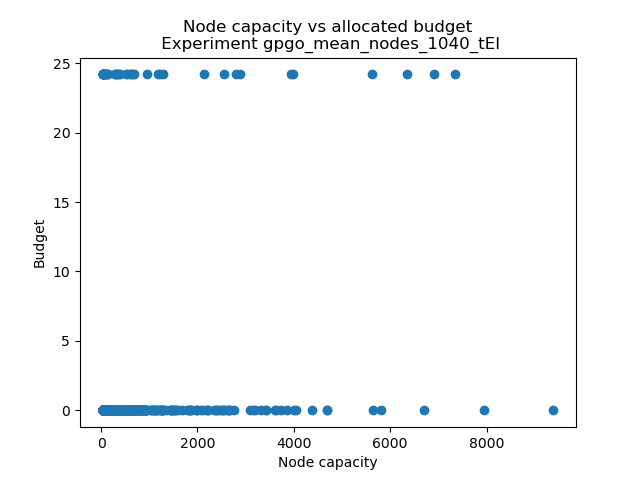 Node capacity vs allocated budget
Experiment gpgo_mean_nodes_1040_tEI
25
20
15
10
5
0
Budget
0 2000 4000 6000 8000
Node capacity